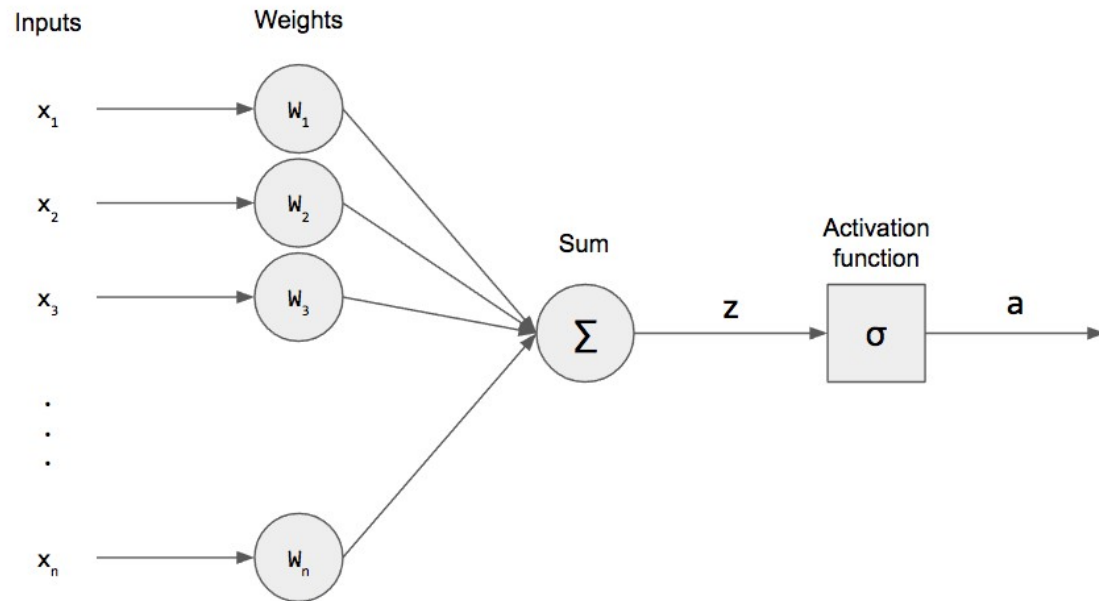 Inputs
Weights
x₁
W₁
x₂
W₂
x₃
W₃
Sum
Σ
z
Activation
function
σ
a
.
.
.
xₙ
Wₙ